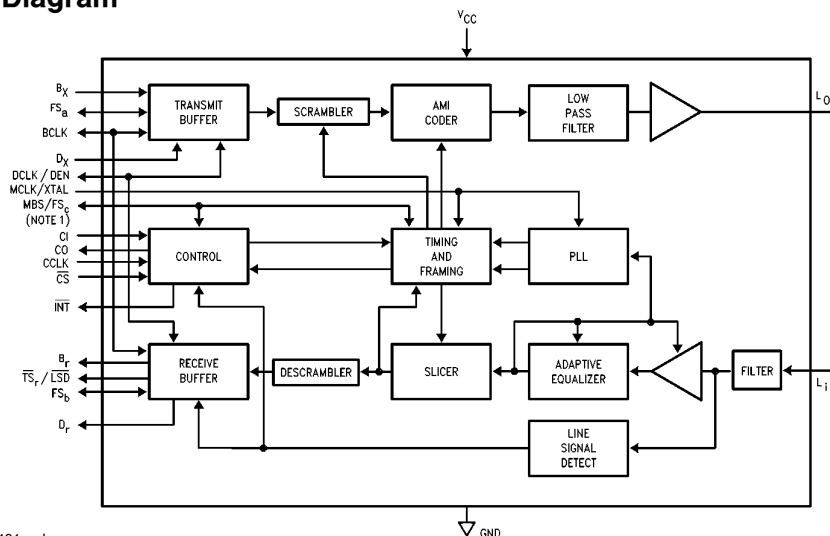 Diagram
VCC
BX
FSa
BCLK
DX
DCLK / DEN
MCLK/XTAL
MBS/FSC
(NOTE 1)
CI
CO
CCLK
CS
INT
Br
TSr / LSD
FSb
Dr
TRANSMIT
BUFFER
SCRAMBLER
AMI
CODER
LOW
PASS
FILTER
LO
CONTROL
TIMING
AND
FRAMING
PLL
RECEIVE
BUFFER
DESCRAMBLER
SLICER
ADAPTIVE
EQUALIZER
FILTER
Li
LINE
SIGNAL
DETECT
GND